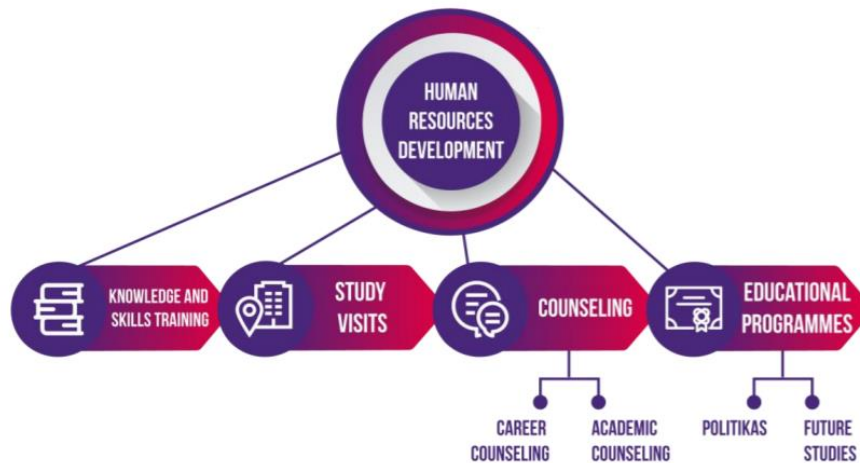 HUMAN
RESOURCES
DEVELOPMENT
KNOWLEDGE AND
SKILLS TRAINING
STUDY
VISITS
COUNSELING
EDUCATIONAL
PROGRAMMES
CAREER
COUNSELING
ACADEMIC
COUNSELING
POLITIKAS
FUTURE
STUDIES